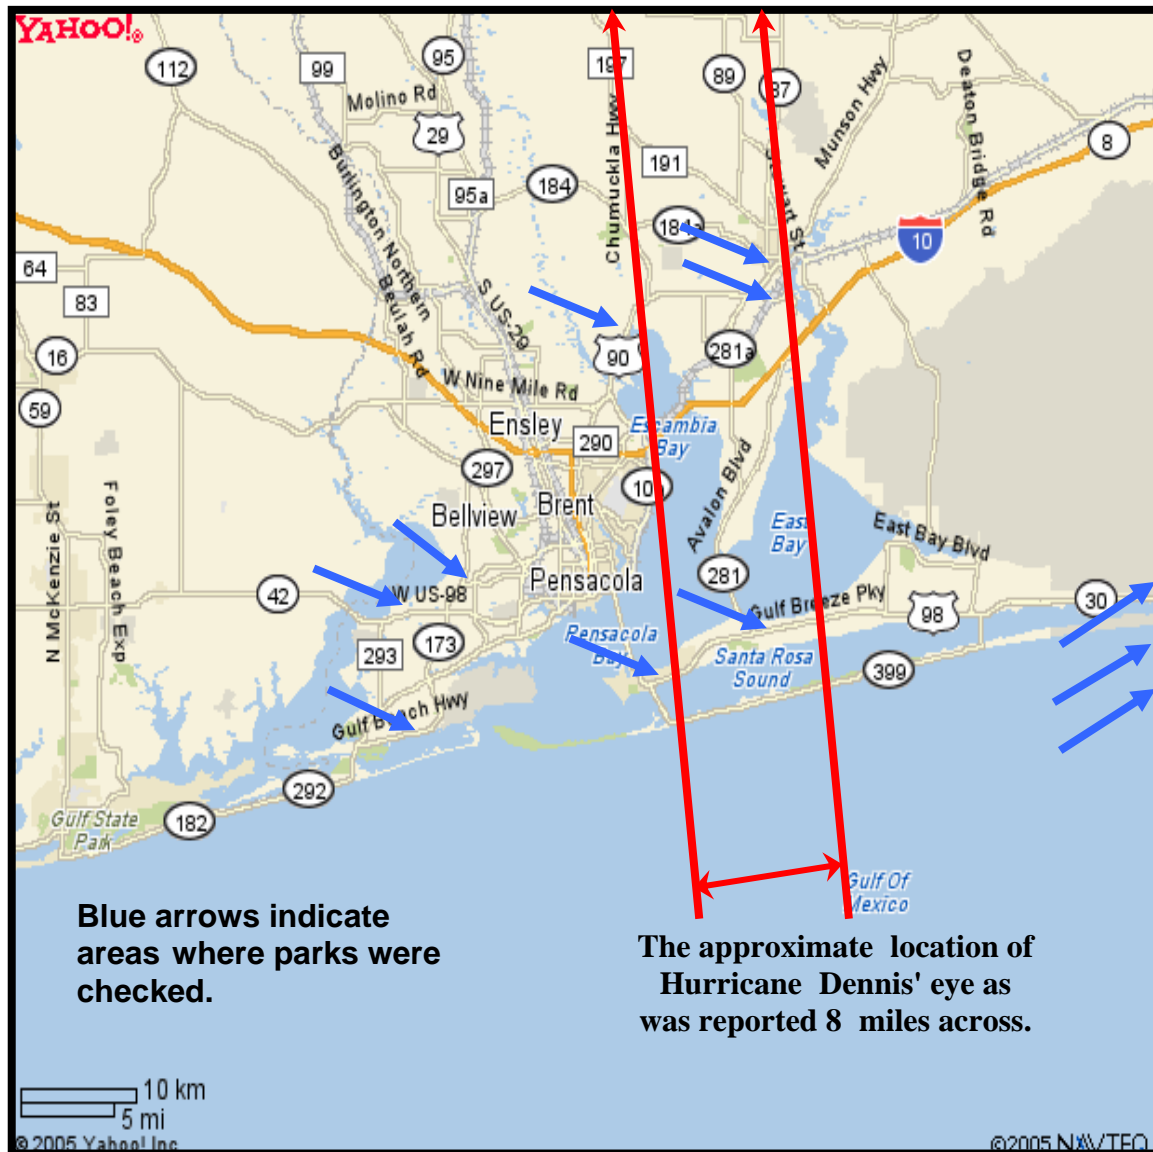 YAHOO!®
112
99
95
197
89
87
Molino Rd
29
Munson Hwy
Deaton Bridge Rd
8
Burlington Northern
Chumuckla Hwy
191
Stewart St
95a
184
184a
10
64
83
Beulah Rd
S US-29
16
90
281a
W Nine Mile Rd
59
Ensley
290
Escambia
Bay
297
10a
Avalon Blvd
N McKenzie St
Foley Beach Exp
Bellview
Brent
East
Bay
East Bay Blvd
Pensacola
281
42
W US-98
Gulf Breeze Pky
98
30
173
293
Pensacola
Bay
Santa Rosa
Sound
399
Gulf Beach Hwy
292
182
Gulf State
Park
Gulf Of
Mexico
Blue arrows indicate
areas where parks were
checked.
The approximate location of
Hurricane Dennis' eye as
was reported 8 miles across.
10 km
5 mi
© 2005 Yahoo! Inc
©2005 NAVTEQ